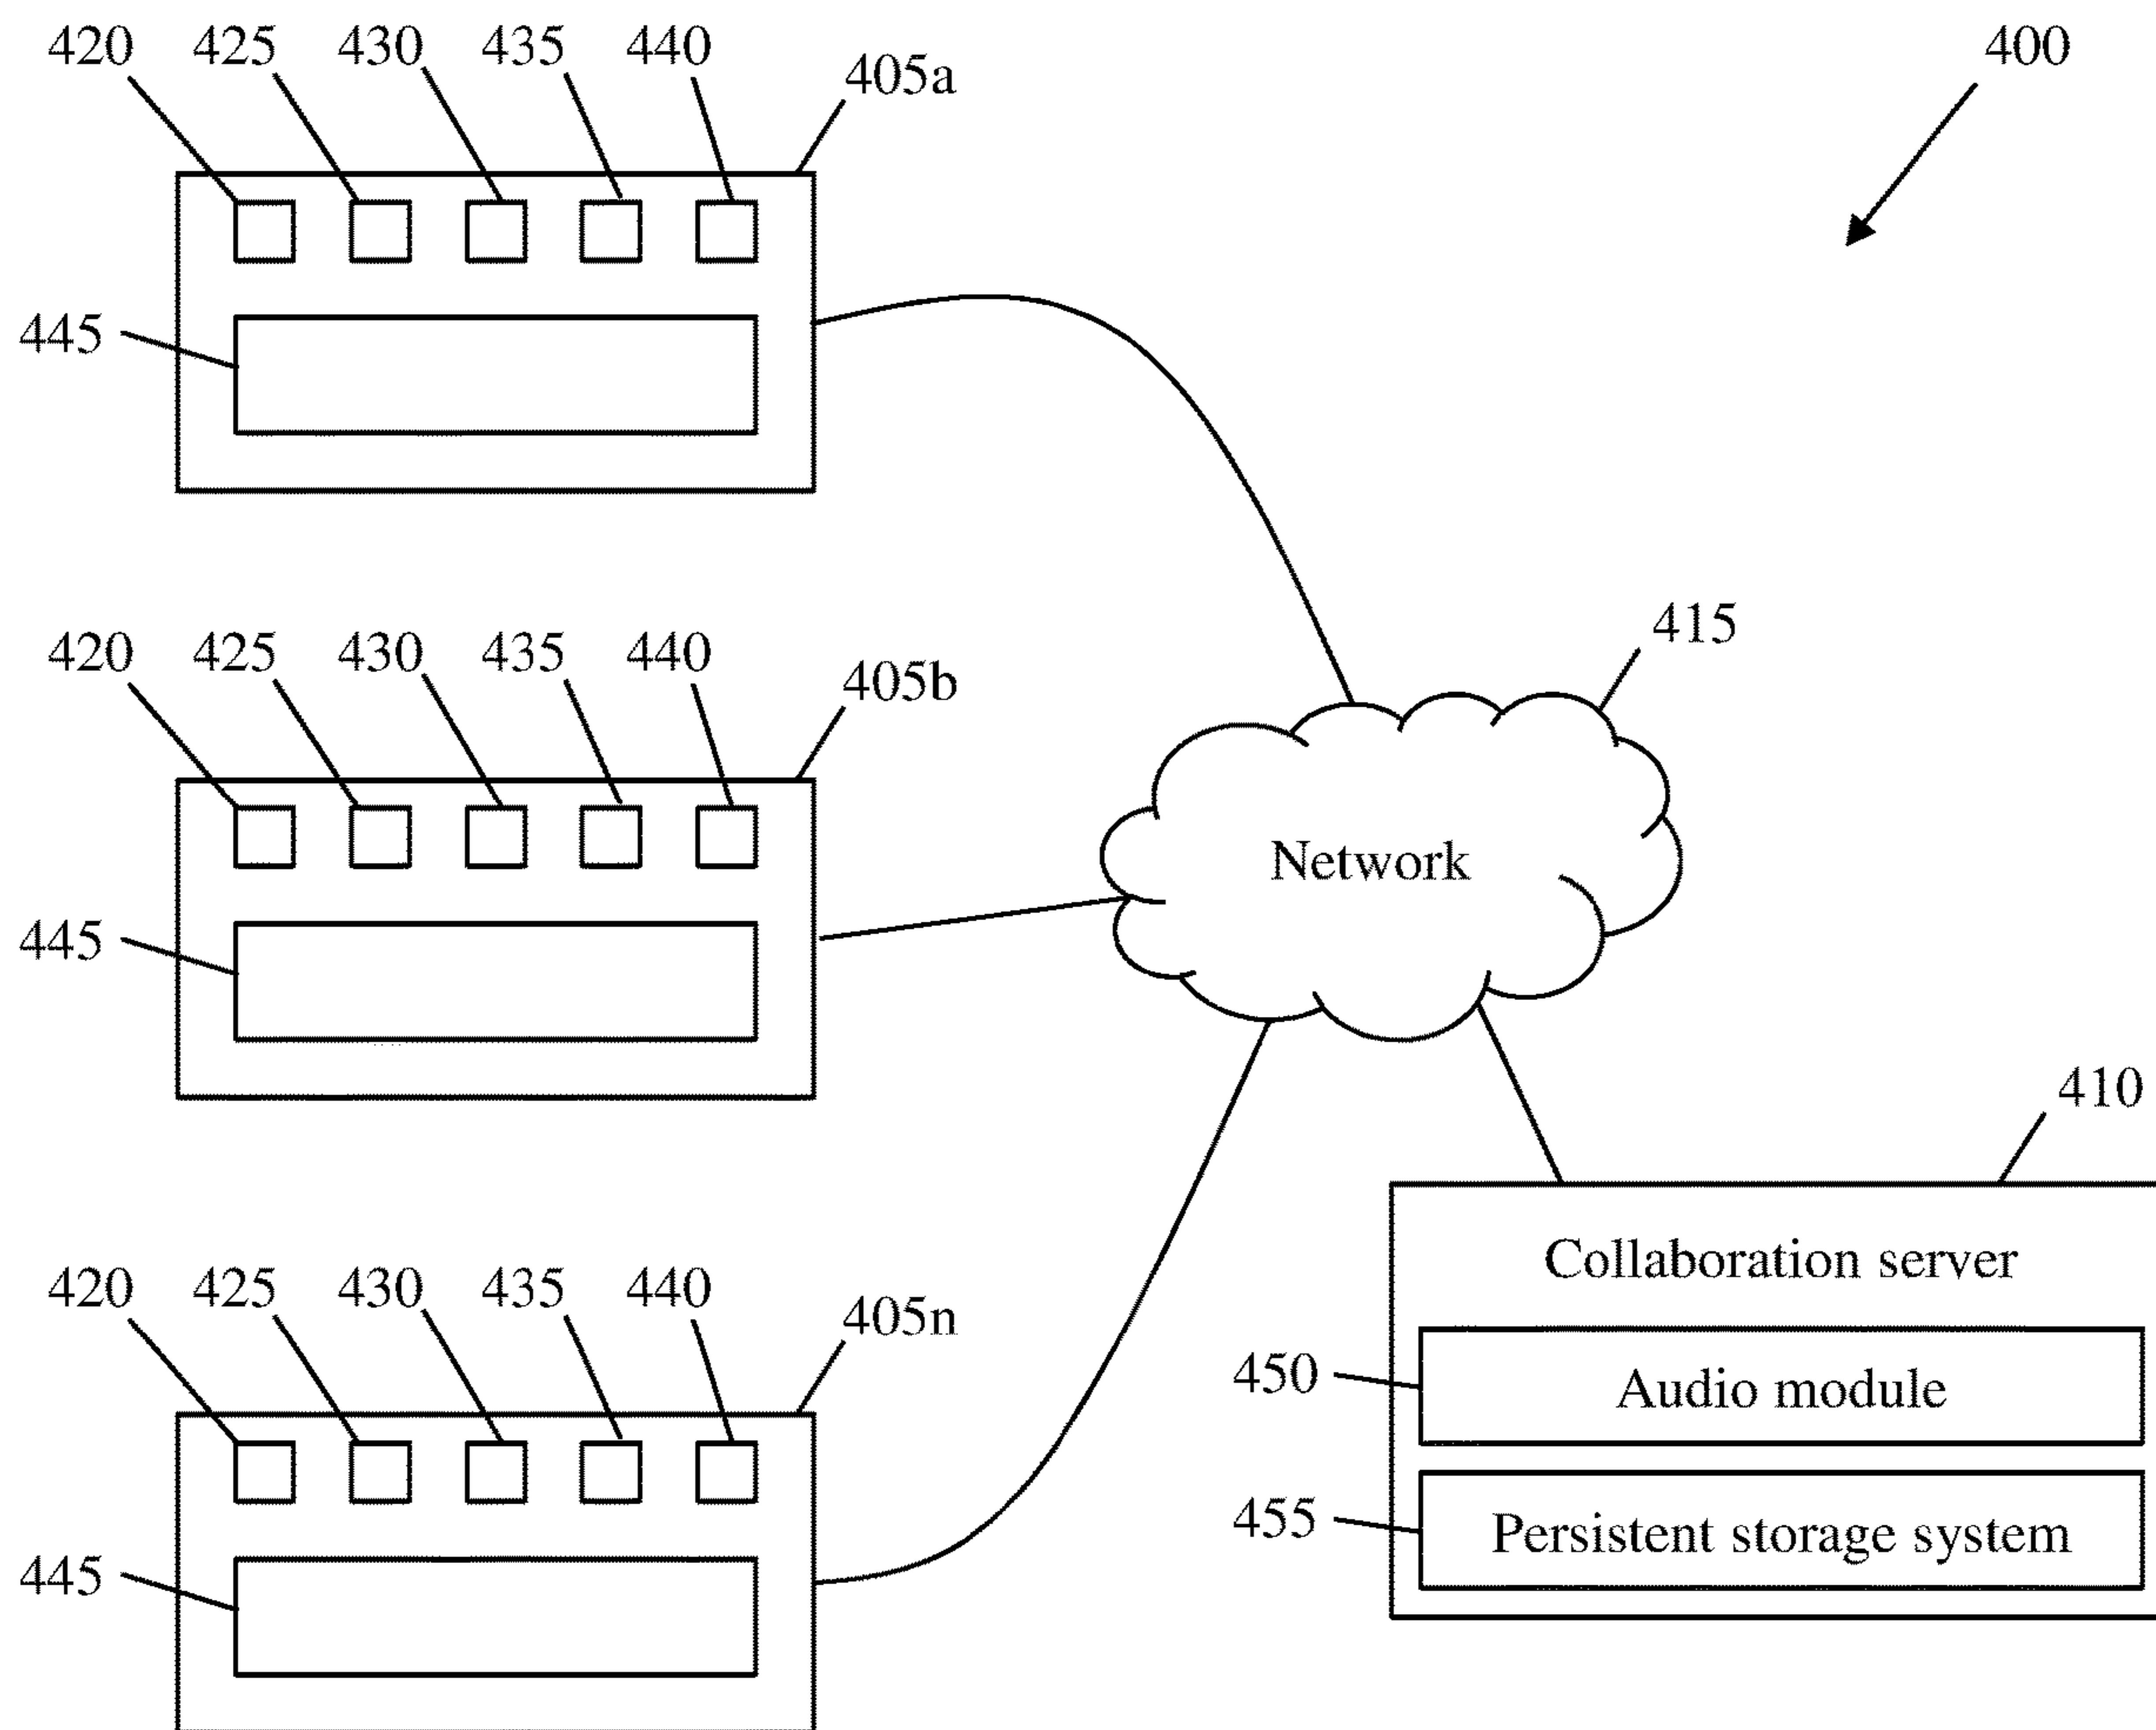 420 425 430 435 440
405a
400
445
415
420 425 430 435 440
405b
Network
445
410
Collaboration server
420 425 430 435 440
405n
450 Audio module
455 Persistent storage system
445